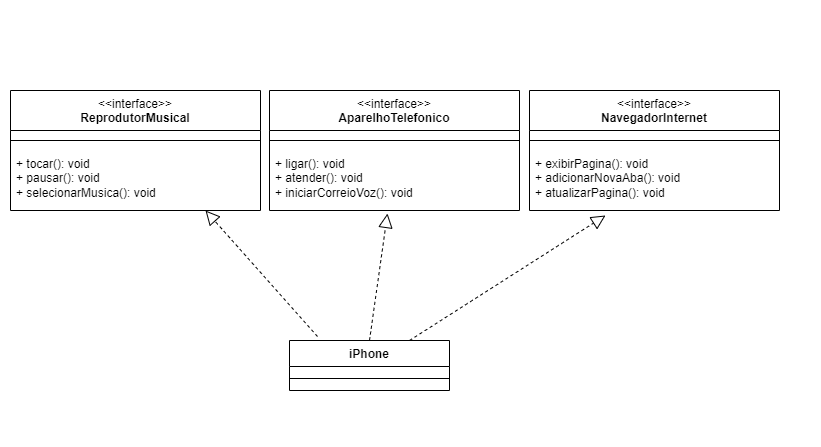 <<interface>>
ReprodutorMusical
+ tocar(): void
+ pausar(): void
+ selecionarMusica(): void
<<interface>>
AparelhoTelefonico
+ ligar(): void
+ atender(): void
+ iniciarCorreioVoz(): void
<<interface>>
NavegadorInternet
+ exibirPagina(): void
+ adicionarNovaAba(): void
+ atualizarPagina(): void
iPhone